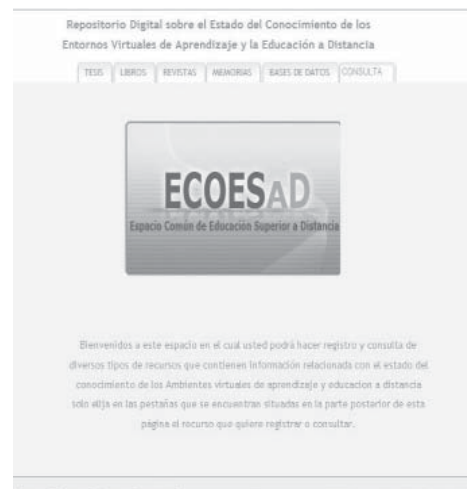 Repositorio Digital sobre el Estado del Conocimiento de los
Entornos Virtuales de Aprendizaje y la Educación a Distancia
TESIS LIBROS REVISTAS MEMORIAS BASES DE DATOS CONSULTA
ECOESAD
Espacio Común de Educación Superior a Distancia
Bienvenidos a este espacio en el cual usted podrá hacer registro y consulta de
diversos tipos de recursos que contienen información relacionada con el estado del
conocimiento de los Ambientes virtuales de aprendizaje y educacion a distancia
solo elija en las pestañas que se encuentran situadas en la parte posterior de esta
página el recurso que quiere registrar o consultar.